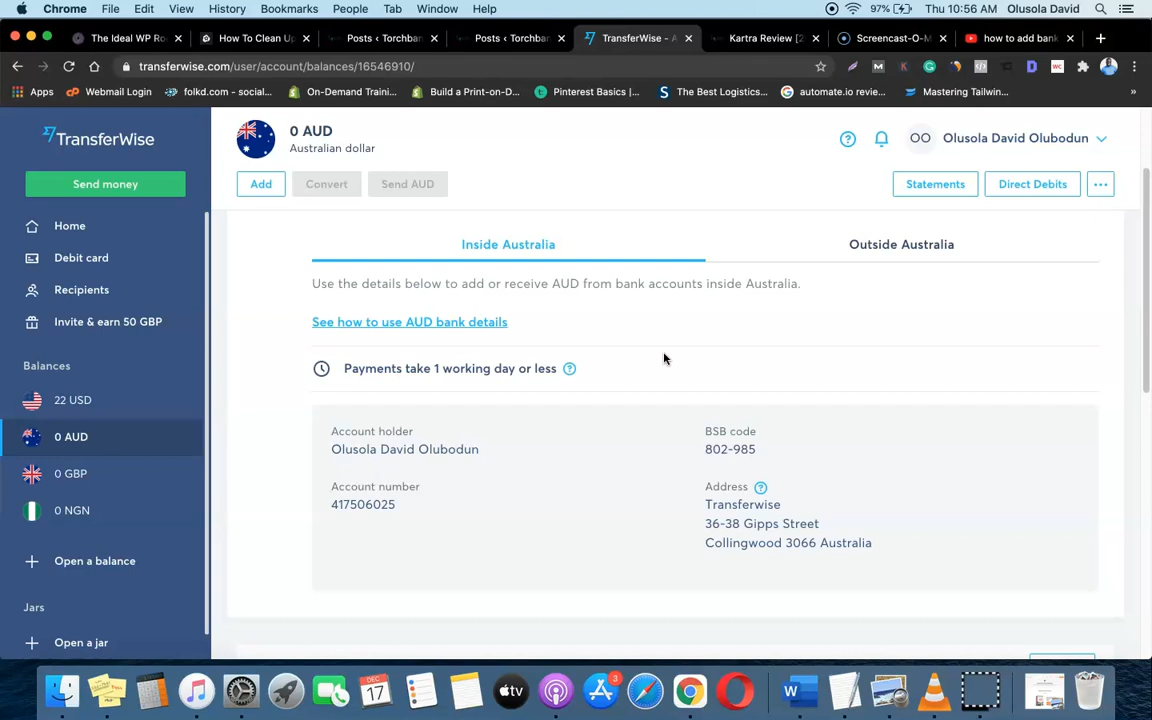 Chrome File Edit View History Bookmarks People Tab Window Help 97% Thu 10:56 AM Olusola David
The Ideal WP Ro
How To Clean Up
Posts ‹ Torchban
Posts ‹ Torchban
TransferWise - A
Kartra Review [2
Screencast-O-M
how to add bank
transferwise.com/user/account/balances/16546910/
Apps Webmail Login folkd.com - social... On-Demand Traini... Build a Print-on-D... Pinterest Basics |... The Best Logistics... automate.io revie... Mastering Tailwin... »
TransferWise
Send money
Home
Debit card
Recipients
Invite & earn 50 GBP
Balances
22 USD
0 AUD
0 GBP
0 NGN
Open a balance
Jars
Open a jar
0 AUD
Australian dollar
OO Olusola David Olubodun
Add Convert Send AUD Statements Direct Debits
Inside Australia Outside Australia
Use the details below to add or receive AUD from bank accounts inside Australia.
See how to use AUD bank details
Payments take 1 working day or less
Account holder
Olusola David Olubodun
BSB code
802-985
Account number
417506025
Address
Transferwise
36-38 Gipps Street
Collingwood 3066 Australia
DEC
17
tv
3
W